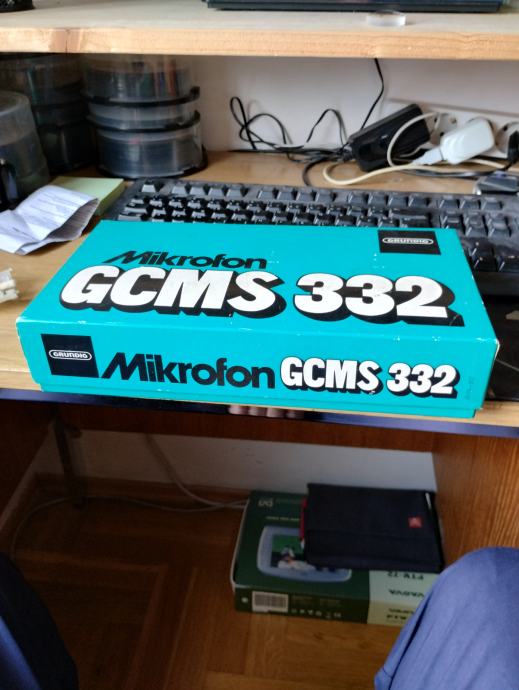 GRUNDIG
Mikrofon
GCMS 332
GRUNDIG
Mikrofon GCMS 332